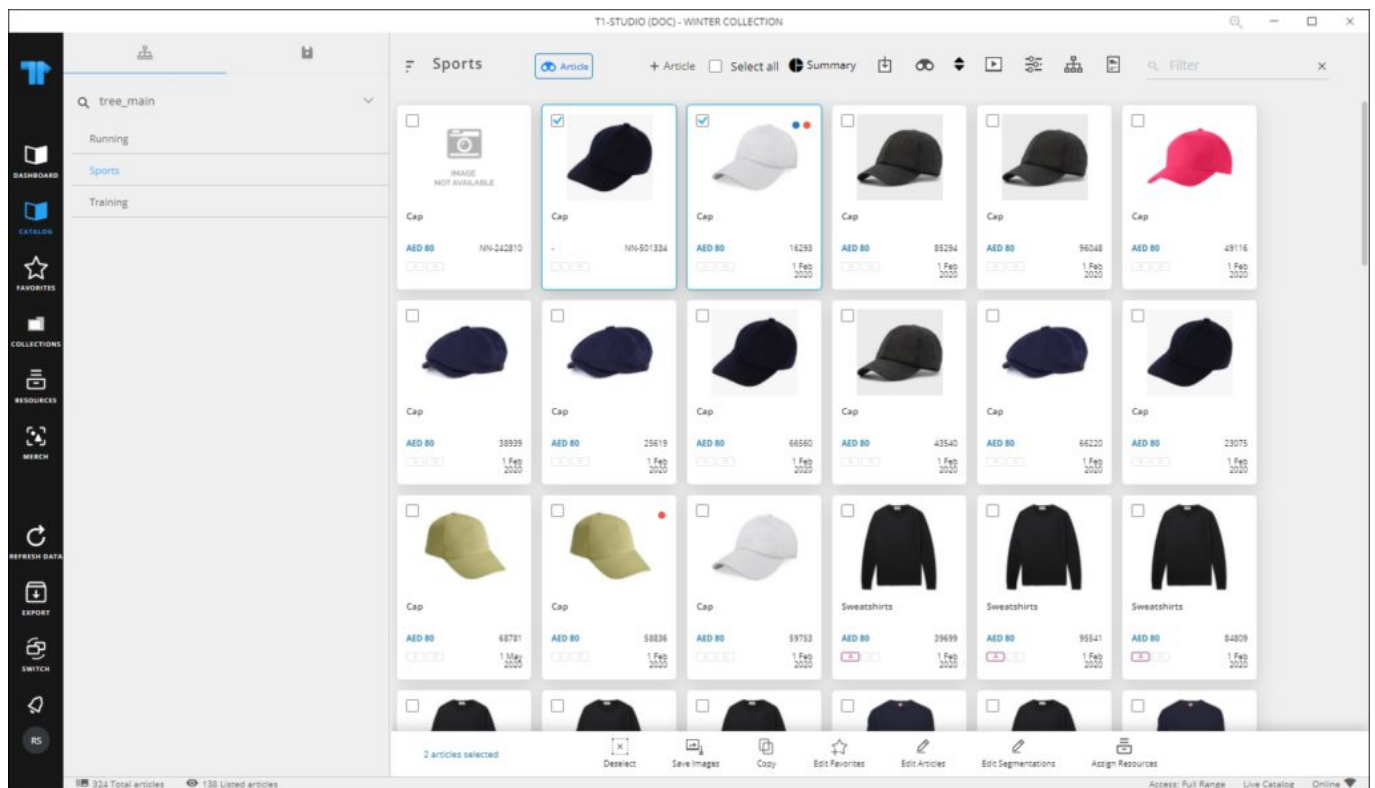 T1-STUDIO (DOC) - WINTER COLLECTION
DASHBOARD
CATALOG
FAVORITES
COLLECTIONS
RESOURCES
MERCH
REFRESH DATA
EXPORT
SWITCH
RS
tree_main
Running
Sports
Training
Sports
Article
+ Article
Select all
Summary
Filter
IMAGE
NOT AVAILABLE
Cap
AED 80 NN-242810
Cap
- NN-501334
Cap
AED 80 16293
1 Feb
2020
Cap
AED 80 85294
1 Feb
2020
Cap
AED 80 96048
1 Feb
2020
Cap
AED 80 49116
1 Feb
2020
Cap
AED 80 38939
1 Feb
2020
Cap
AED 80 25619
1 Feb
2020
Cap
AED 80 66560
1 Feb
2020
Cap
AED 80 43540
1 Feb
2020
Cap
AED 80 66220
1 Feb
2020
Cap
AED 80 23075
1 Feb
2020
Cap
AED 80 68781
1 May
2020
Cap
AED 80 58836
1 Feb
2020
Cap
AED 80 59753
1 Feb
2020
Sweatshirts
AED 80 39699
A
1 Feb
2020
Sweatshirts
AED 80 95541
A
1 Feb
2020
Sweatshirts
AED 80 84809
A
1 Feb
2020
2 articles selected
Deselect
Save Images
Copy
Edit Favorites
Edit Articles
Edit Segmentations
Assign Resources
324 Total articles
138 Listed articles
Access: Full Range
Live Catalog
Online